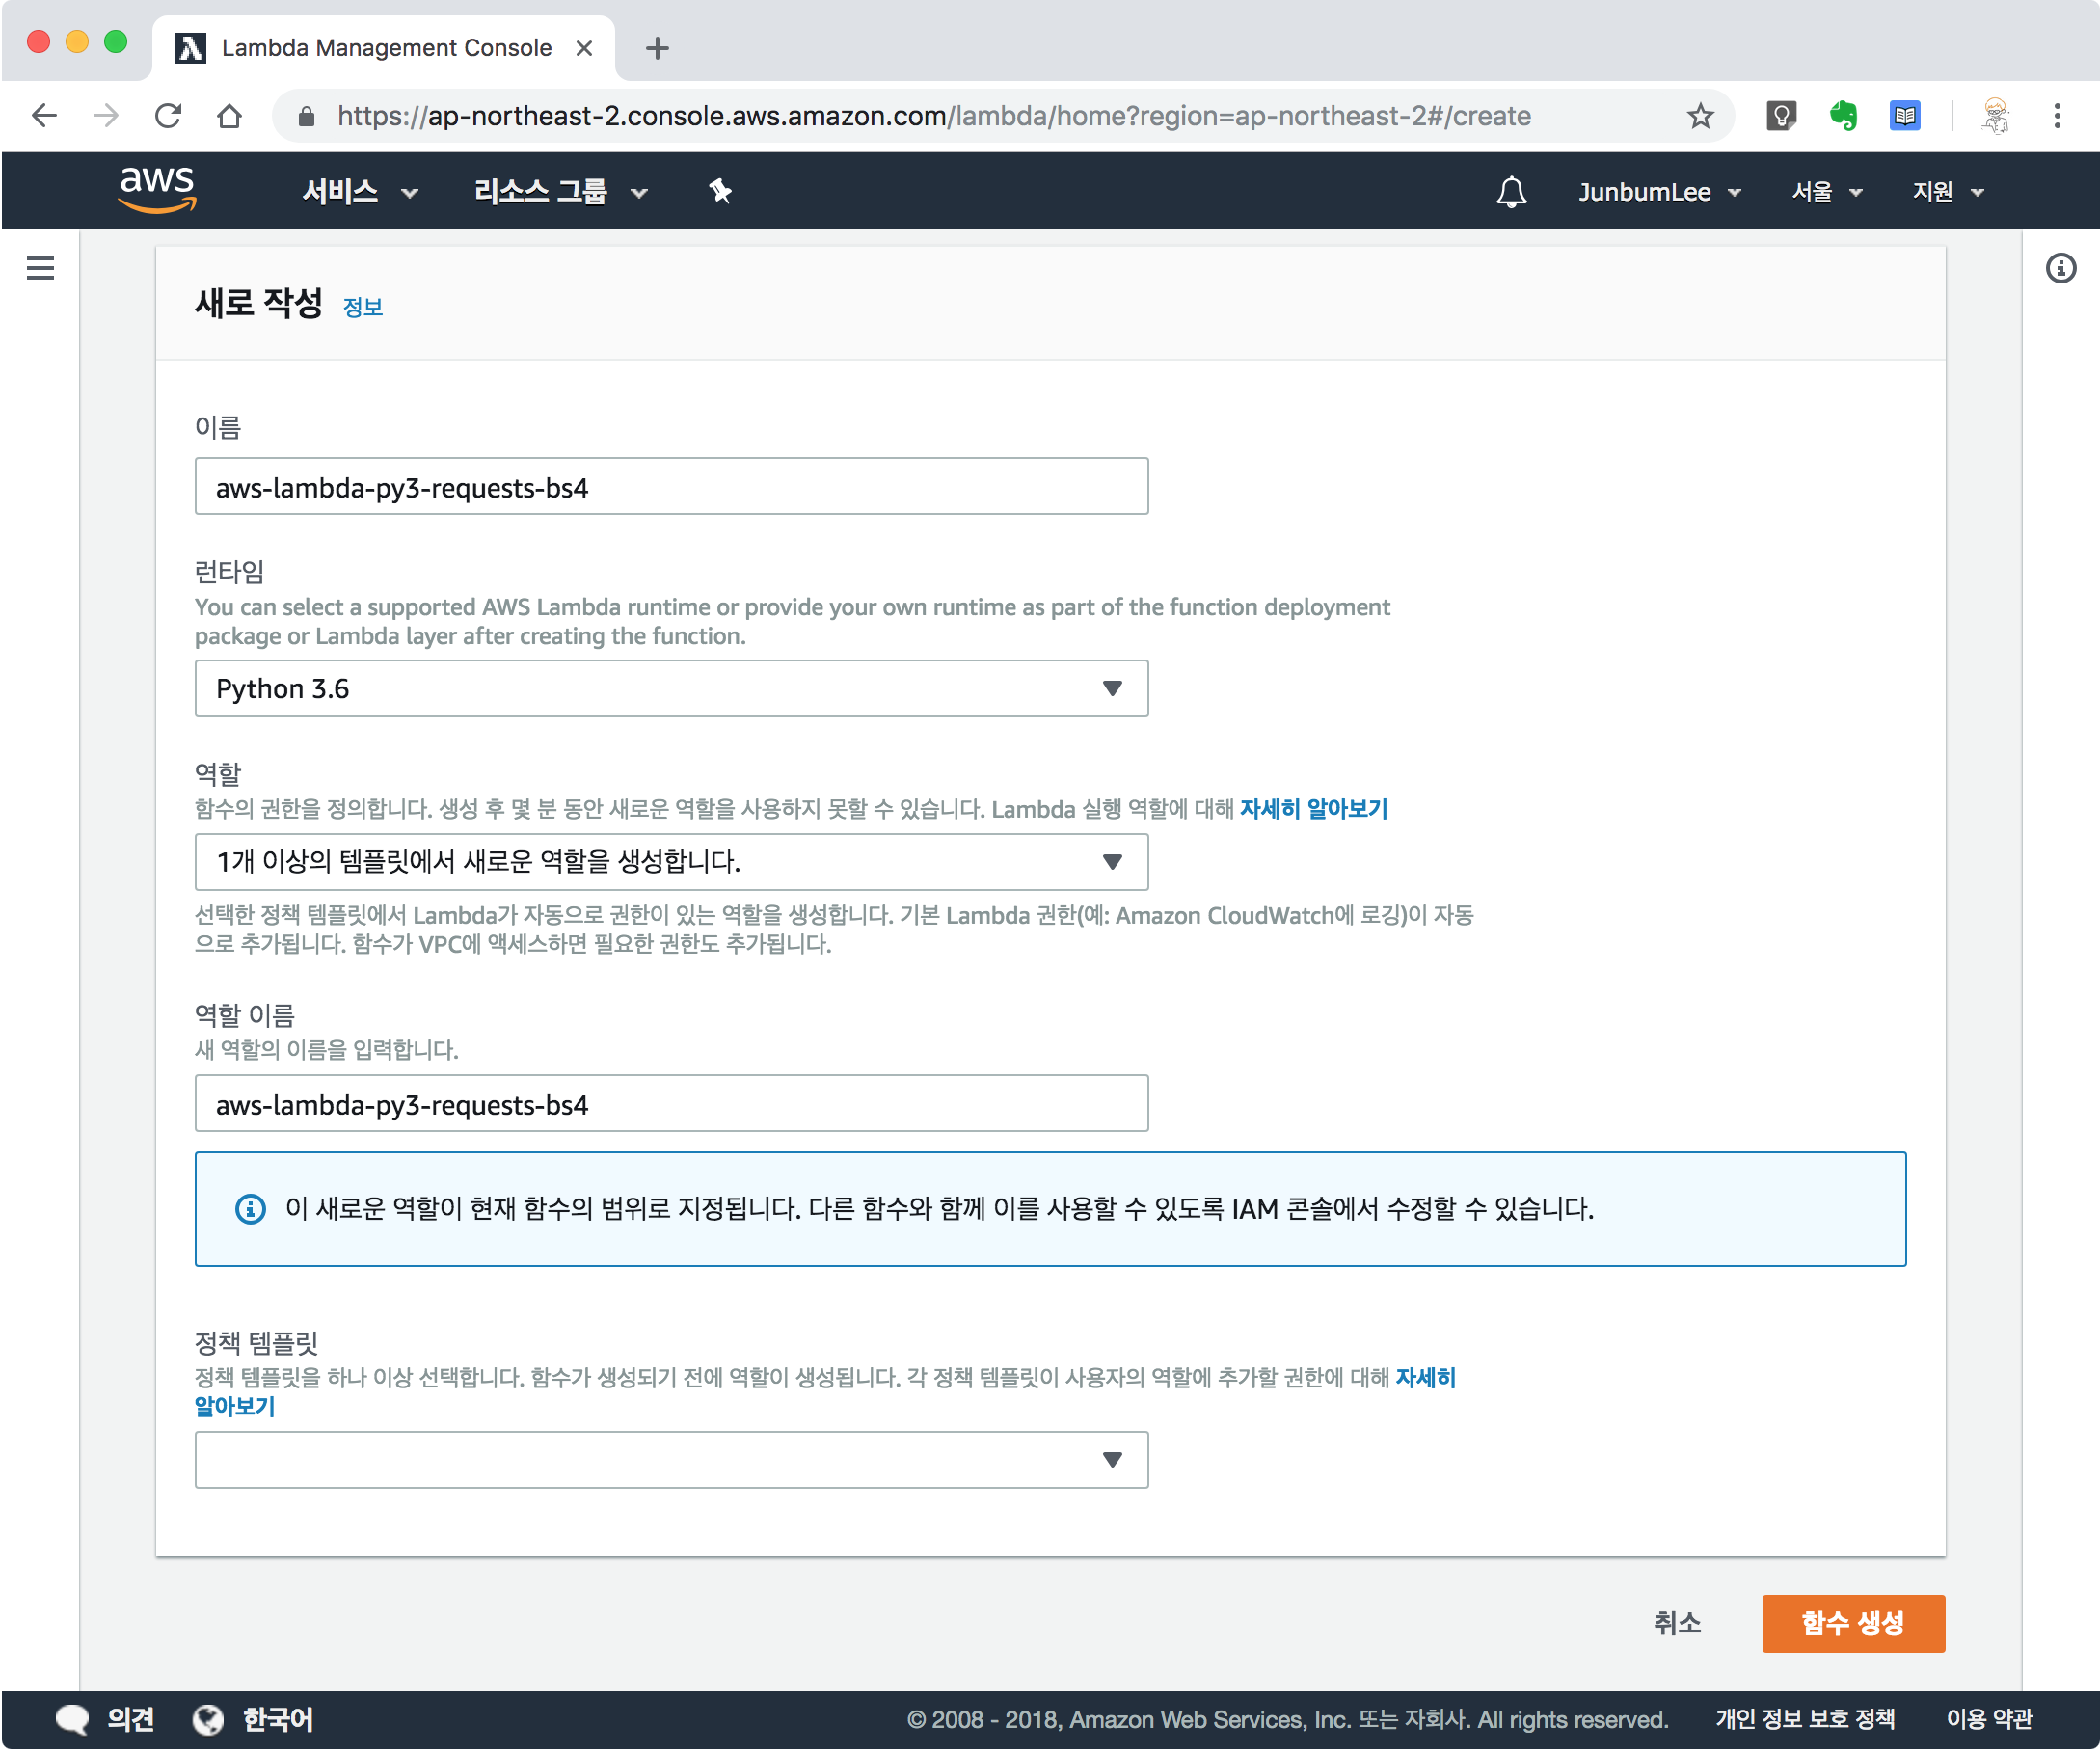 Lambda Management Console
https://ap-northeast-2.console.aws.amazon.com/lambda/home?region=ap-northeast-2#/create
aws
서비스
리소스 그룹
JunbumLee
서울
지원
새로 작성 정보
이름
aws-lambda-py3-requests-bs4
런타임
You can select a supported AWS Lambda runtime or provide your own runtime as part of the function deployment
package or Lambda layer after creating the function.
Python 3.6
역할
함수의 권한을 정의합니다. 생성 후 몇 분 동안 새로운 역할을 사용하지 못할 수 있습니다. Lambda 실행 역할에 대해 자세히 알아보기
1개 이상의 템플릿에서 새로운 역할을 생성합니다.
선택한 정책 템플릿에서 Lambda가 자동으로 권한이 있는 역할을 생성합니다. 기본 Lambda 권한(예: Amazon CloudWatch에 로깅)이 자동
으로 추가됩니다. 함수가 VPC에 액세스하면 필요한 권한도 추가됩니다.
역할 이름
새 역할의 이름을 입력합니다.
aws-lambda-py3-requests-bs4
이 새로운 역할이 현재 함수의 범위로 지정됩니다. 다른 함수와 함께 이를 사용할 수 있도록 IAM 콘솔에서 수정할 수 있습니다.
정책 템플릿
정책 템플릿을 하나 이상 선택합니다. 함수가 생성되기 전에 역할이 생성됩니다. 각 정책 템플릿이 사용자의 역할에 추가할 권한에 대해 자세히
알아보기
취소
함수 생성
의견
한국어
© 2008 - 2018, Amazon Web Services, Inc. 또는 자회사. All rights reserved.
개인 정보 보호 정책
이용 약관